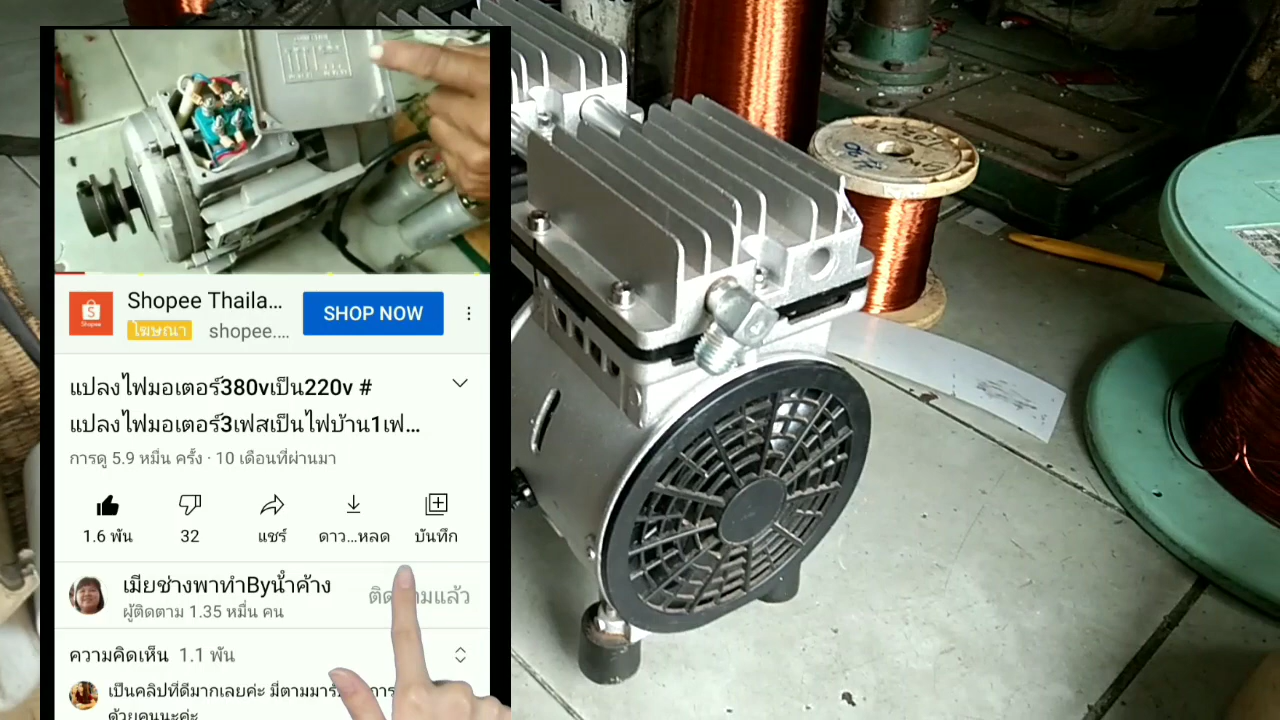 Shopee Thaila...
SHOP NOW
Shopee
โฆษณา shopee....
แปลงไฟมอเตอร์380vเป็น220v #
แปลงไฟมอเตอร์3เฟสเป็นไฟบ้าน1เฟ...
การดู 5.9 หมื่น ครั้ง · 10 เดือนที่ผ่านมา
1.6 พัน 32 แชร์ ดาว...หลด บันทึก
เมียช่างพาทำByน้ำค้าง
ผู้ติดตาม 1.35 หมื่น คน
ความคิดเห็น 1.1 พัน
เป็นคลิปที่ดีมากเลยค่ะ
ด้วยคนนะค่ะ